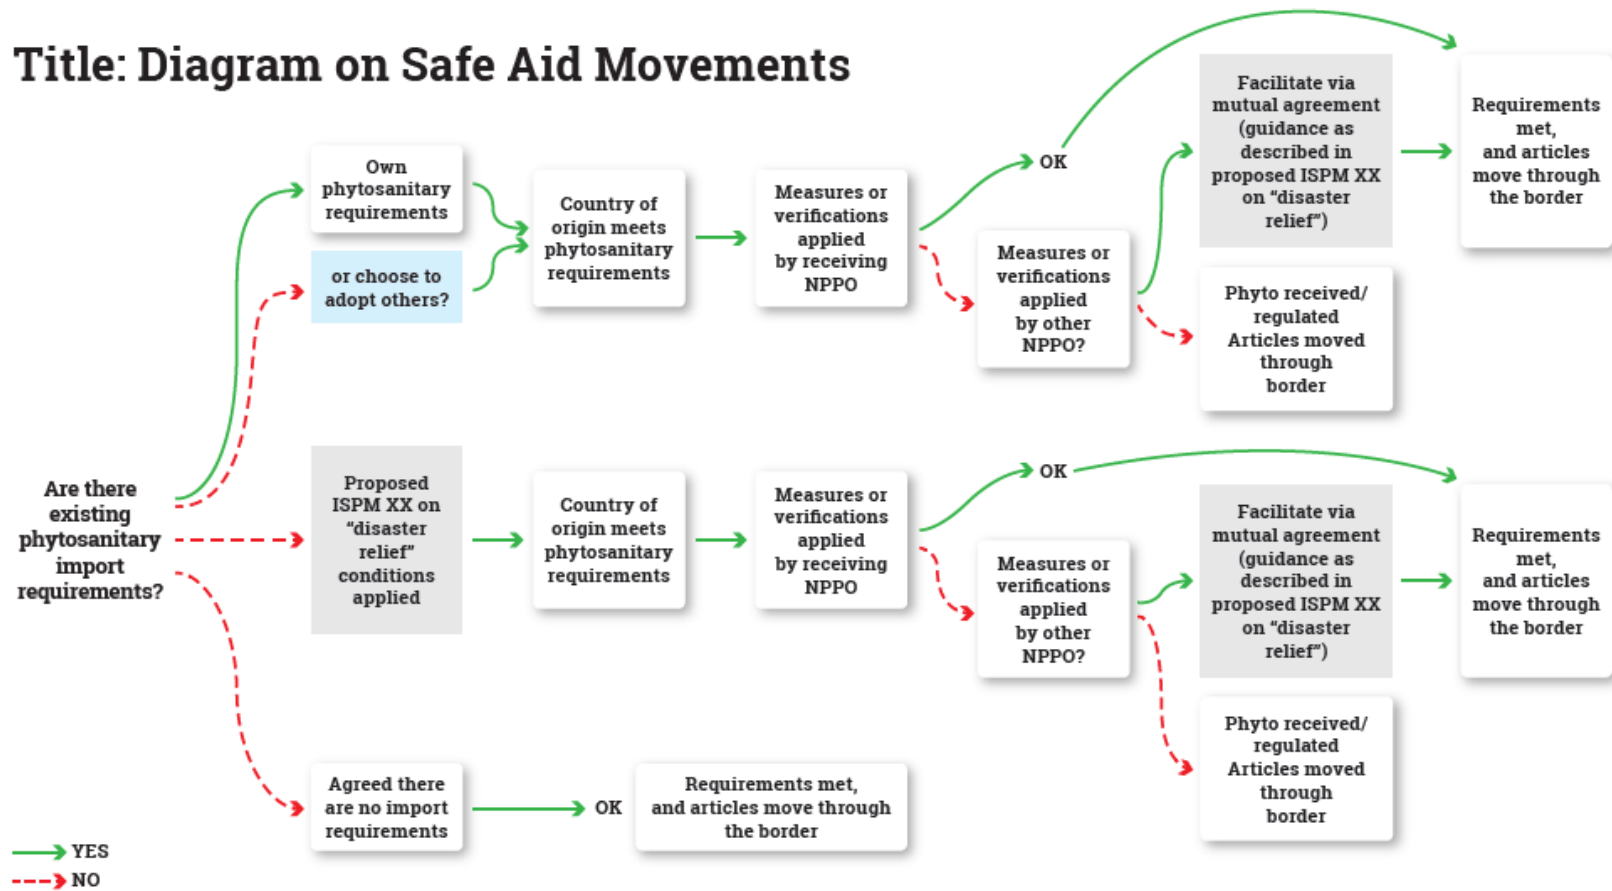 Title: Diagram on Safe Aid Movements
Are there
existing
phytosanitary
import
requirements?
Own
phytosanitary
requirements
or choose to
adopt others?
Country of
origin meets
phytosanitary
requirements
Measures or
verifications
applied
by receiving
NPPO
OK
Measures or
verifications
applied
by other
NPPO?
Facilitate via
mutual agreement
(guidance as
described in
proposed ISPM XX
on “disaster
relief”)
Requirements
met,
and articles
move through
the border
Phyto received/
regulated
Articles moved
through
border
Proposed
ISPM XX on
“disaster
relief”
conditions
applied
Country of
origin meets
phytosanitary
requirements
Measures or
verifications
applied
by receiving
NPPO
OK
Measures or
verifications
applied
by other
NPPO?
Facilitate via
mutual agreement
(guidance as
described in
proposed ISPM XX
on “disaster
relief”)
Requirements
met,
and articles
move through
the border
Phyto received/
regulated
Articles moved
through
border
Agreed there
are no import
requirements
OK
Requirements met,
and articles move through
the border
YES
NO